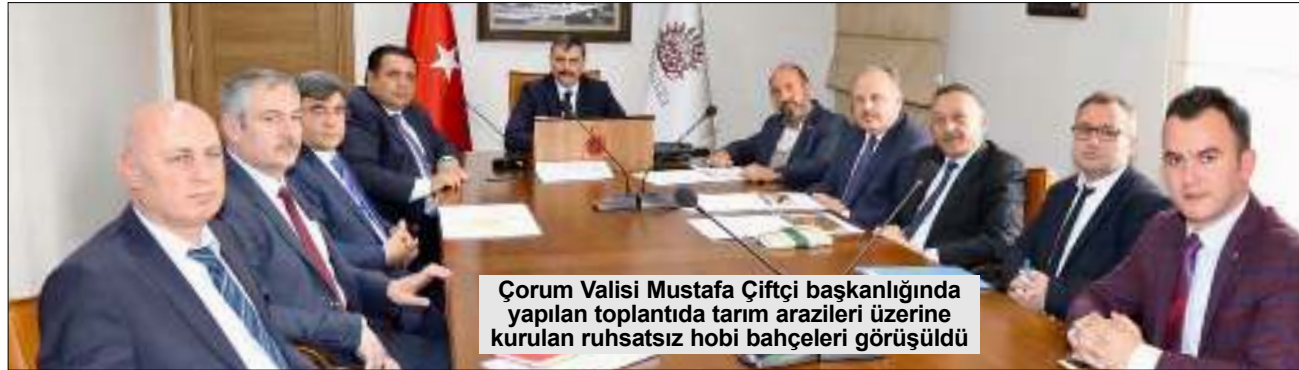 Çorum Valisi Mustafa Çiftçi başkanlığında
yapılan toplantıda tarım arazileri üzerine
kurulan ruhsatsız hobi bahçeleri görüşüldü